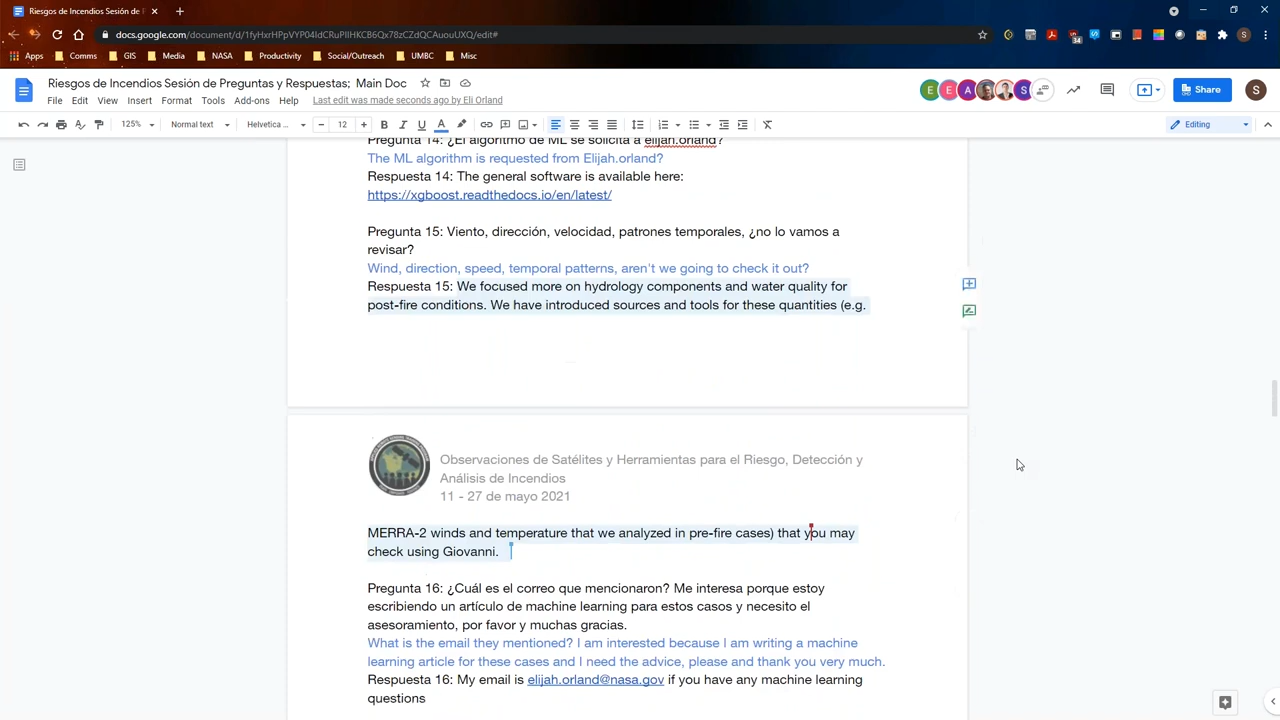 Riesgos de Incendios Sesión de F
docs.google.com/document/d/1fyHxrHPpVYP04IdCRuPIlHKCB6Qx78zCZdQCAuouUXQ/edit#
Apps Comms GIS Media NASA Productivity Social/Outreach UMBC Misc
Riesgos de Incendios Sesión de Preguntas y Respuestas; Main Doc
File Edit View Insert Format Tools Add-ons Help Last edit was made seconds ago by Eli Orland
E E A S Share S
125% Normal text Helvetica ... 12 B I U A Editing
Pregunta 14: ¿El algoritmo de ML se solicita a elijah.orland?
The ML algorithm is requested from Elijah.orland?
Respuesta 14: The general software is available here:
https://xgboost.readthedocs.io/en/latest/
Pregunta 15: Viento, dirección, velocidad, patrones temporales, ¿no lo vamos a
revisar?
Wind, direction, speed, temporal patterns, aren't we going to check it out?
Respuesta 15: We focused more on hydrology components and water quality for
post-fire conditions. We have introduced sources and tools for these quantities (e.g.
Observaciones de Satélites y Herramientas para el Riesgo, Detección y
Análisis de Incendios
11 - 27 de mayo 2021
MERRA-2 winds and temperature that we analyzed in pre-fire cases) that you may
check using Giovanni.
Pregunta 16: ¿Cuál es el correo que mencionaron? Me interesa porque estoy
escribiendo un artículo de machine learning para estos casos y necesito el
asesoramiento, por favor y muchas gracias.
What is the email they mentioned? I am interested because I am writing a machine
learning article for these cases and I need the advice, please and thank you very much.
Respuesta 16: My email is elijah.orland@nasa.gov if you have any machine learning
questions